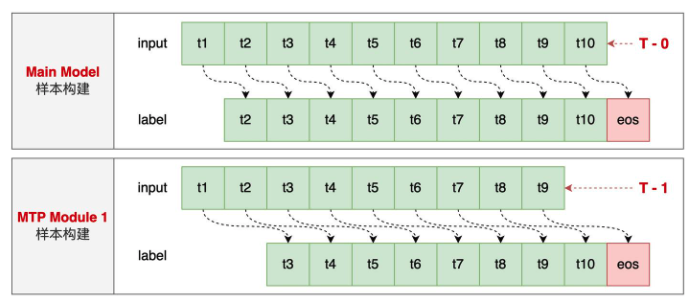 Main Model
样本构建
input t1 t2 t3 t4 t5 t6 t7 t8 t9 t10 T - 0
label t2 t3 t4 t5 t6 t7 t8 t9 t10 eos
MTP Module 1
样本构建
input t1 t2 t3 t4 t5 t6 t7 t8 t9 T - 1
label t3 t4 t5 t6 t7 t8 t9 t10 eos